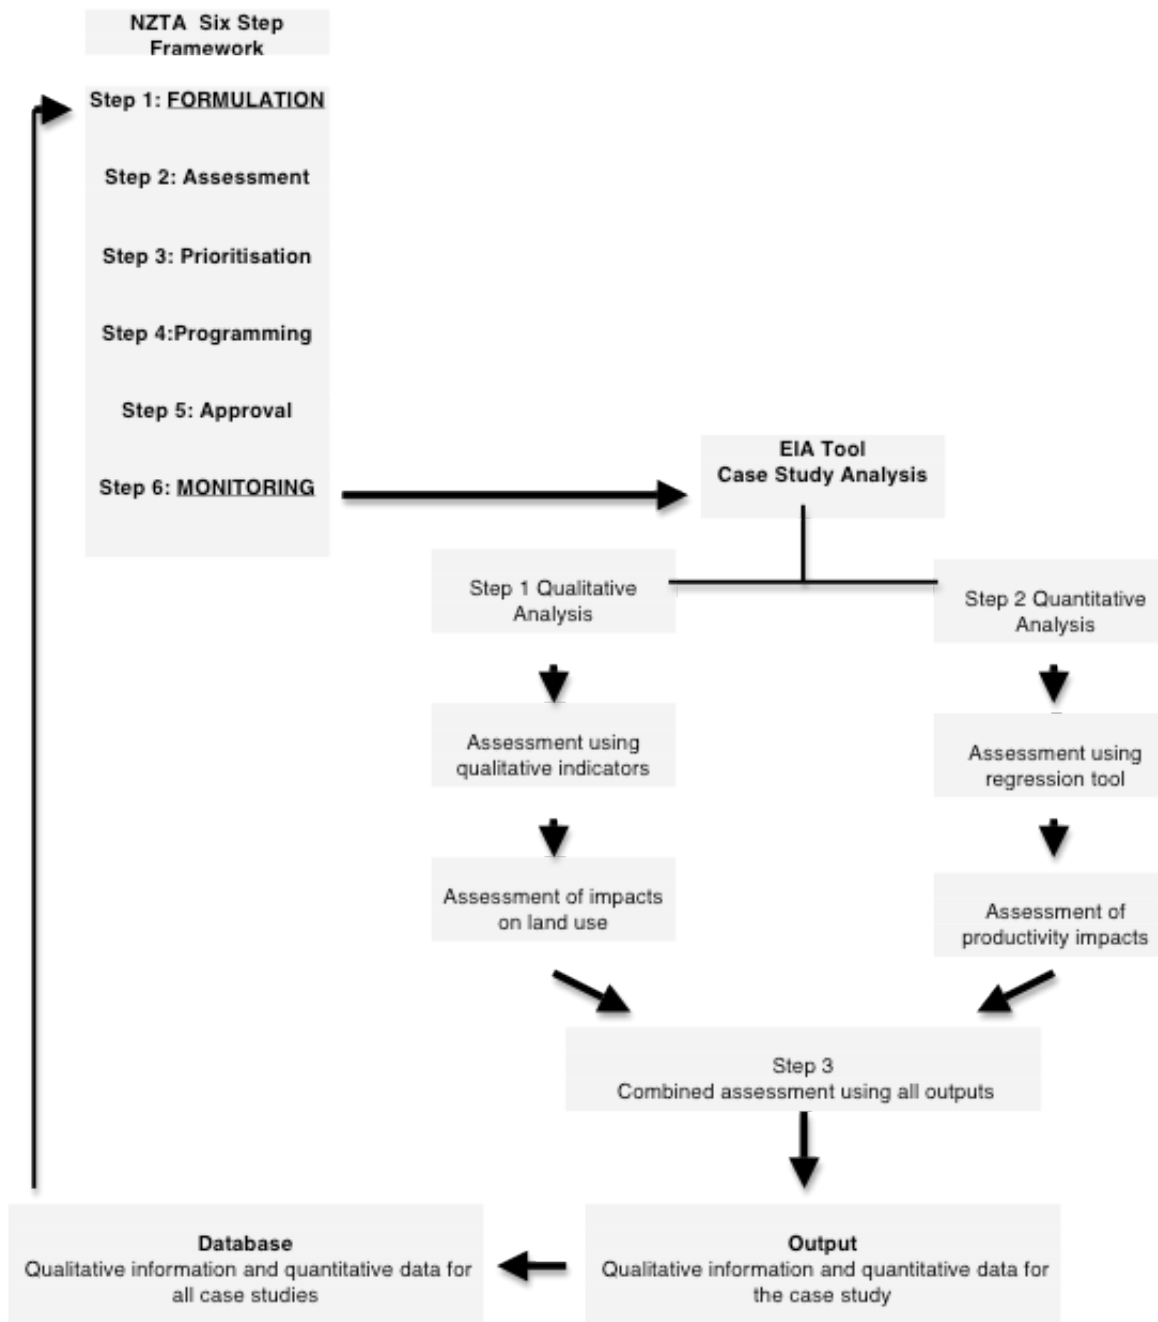 NZTA Six Step
Framework
Step 1: FORMULATION
Step 2: Assessment
Step 3: Prioritisation
Step 4:Programming
Step 5: Approval
Step 6: MONITORING
EIA Tool
Case Study Analysis
Step 1 Qualitative
Analysis
Step 2 Quantitative
Analysis
Assessment using
qualitative indicators
Assessment using
regression tool
Assessment of impacts
on land use
Assessment of
productivity impacts
Step 3
Combined assessment using all outputs
Database
Qualitative information and quantitative data for
all case studies
Output
Qualitative information and quantitative data for
the case study